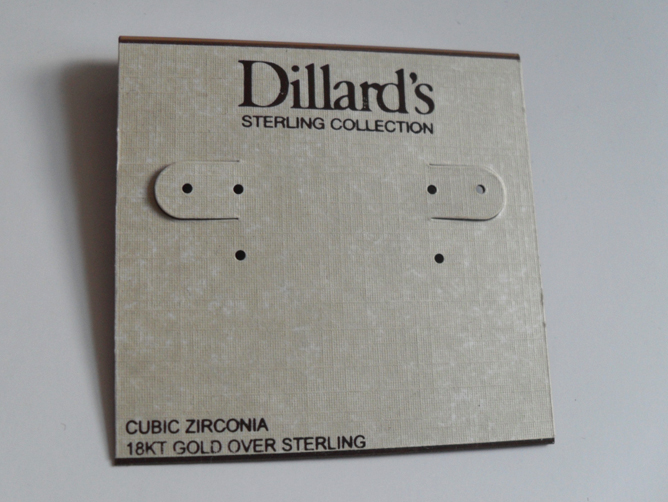 Dillard's
STERLING COLLECTION
CUBIC ZIRCONIA
18KT GOLD OVER STERLING